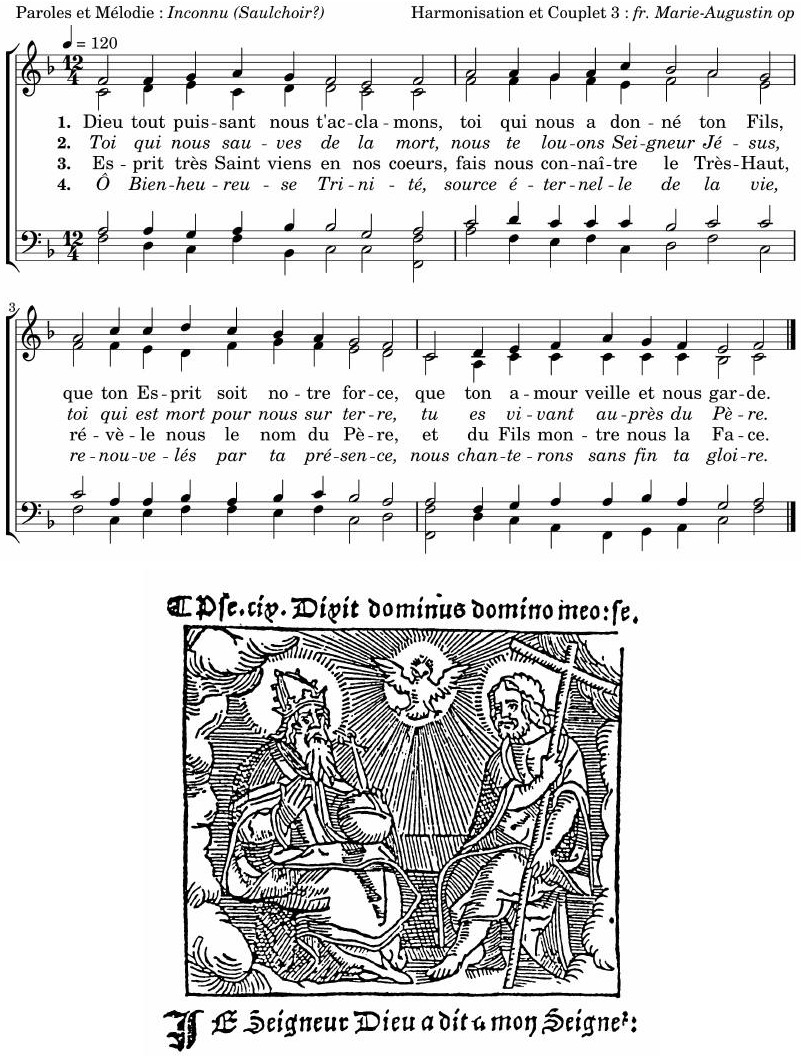 Paroles et Mélodie : Inconnu (Saulchoir?) Harmonisation et Couplet 3 : fr. Marie-Augustin op
= 120
12
4
1. Dieu tout puis-sant nous t'ac-cla-mons, toi qui nous a don-né ton Fils,
2. Toi qui nous sau-ves de la mort, nous te lou-ons Sei-gneur Jé-sus,
3. Es-prit très Saint viens en nos coeurs, fais nous con-naî-tre le Très-Haut,
4. Ô Bien-heu-reu-se Tri-ni-té, source é-ter-nel-le de la vie,
12
4
3
que ton Es-prit soit no-tre for-ce, que ton a-mour veille et nous gar-de.
toi qui est mort pour nous sur ter-re, tu es vi-vant au-près du Pè-re.
ré-vè-le nous le nom du Pè-re, et du Fils mon-tre nous la Fa-ce.
re-nou-ve-lés par ta pré-sen-ce, nous chan-te-rons sans fin ta gloi-re.
Pse. cix. Dixit dominus domino meo: se.
LE Seigneur Dieu a dit a mon Seigner: